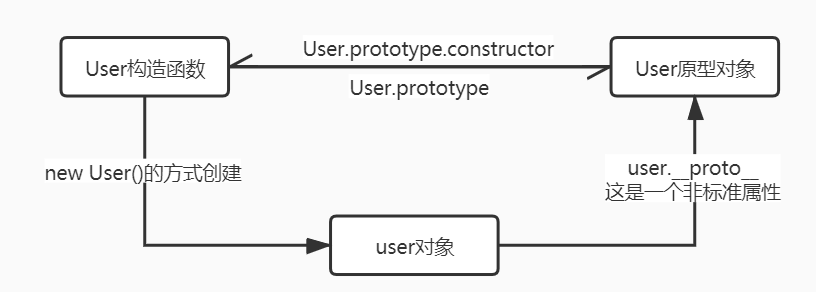 User.prototype.constructor
User构造函数
User原型对象
User.prototype
new User()的方式创建
user.__proto__
这是一个非标准属性
user对象